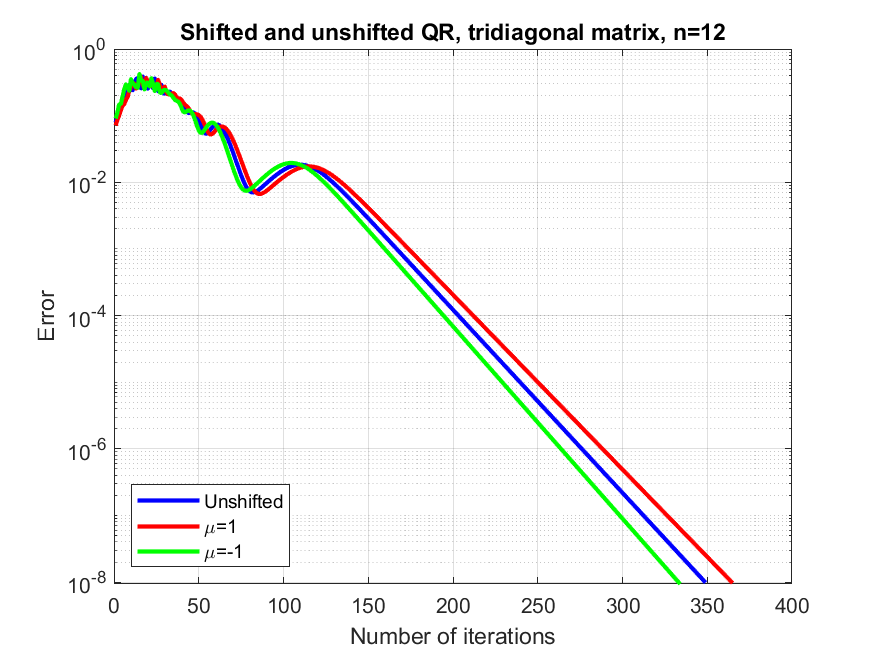 Shifted and unshifted QR, tridiagonal matrix, n=12
10^0
10^-2
10^-4
10^-6
10^-8
Error
Unshifted
μ=1
μ=-1
0 50 100 150 200 250 300 350 400
Number of iterations